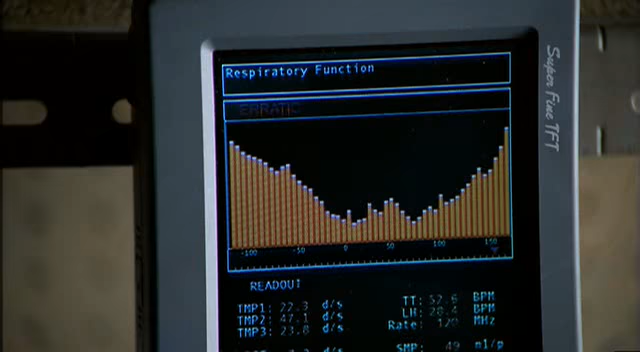 Respiratory Function
ERRATIC
Super Fine TFT
-100 -50 0 50 100 150
READOUT
TMP1: 22.3 d/s
TMP2: 47.1 d/s
TMP3: 23.8 d/s
TT: 52.6 BPM
LH: 28.4 BPM
Rate: 120 MHz
SMP: 49 ml/p